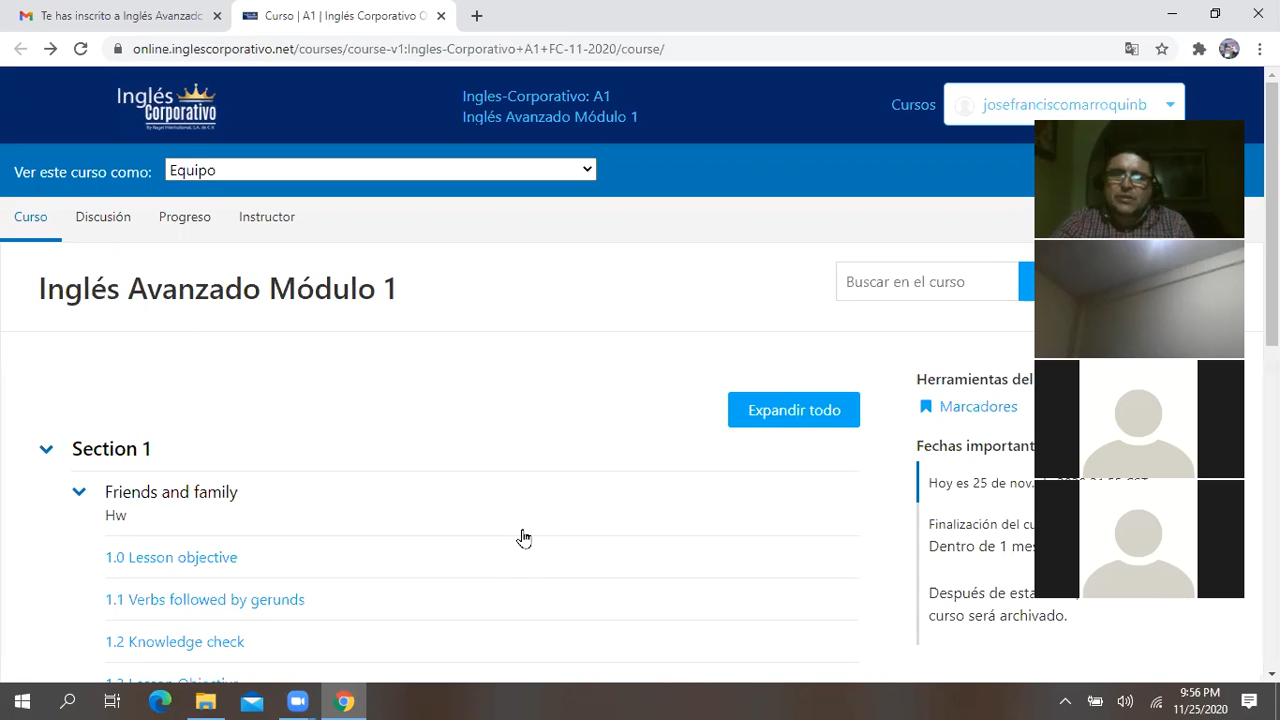 Te has inscrito a Inglés Avanzado
Curso | A1 | Inglés Corporativo O
online.inglescorporativo.net/courses/course-v1:Ingles-Corporativo+A1+FC-11-2020/course/
Inglés
Corporativo
Ingles-Corporativo: A1
Inglés Avanzado Módulo 1
Cursos
josefranciscomarroquinb
Ver este curso como:
Equipo
Curso
Discusión
Progreso
Instructor
Inglés Avanzado Módulo 1
Buscar en el curso
Expandir todo
Herramientas del
Marcadores
Section 1
Fechas important
Friends and family
Hw
Hoy es 25 de nov.
Finalización del cu
Dentro de 1 mes
1.0 Lesson objective
1.1 Verbs followed by gerunds
Después de esta
curso será archivado.
1.2 Knowledge check
1.3 Lesson Objective
9:56 PM
11/25/2020